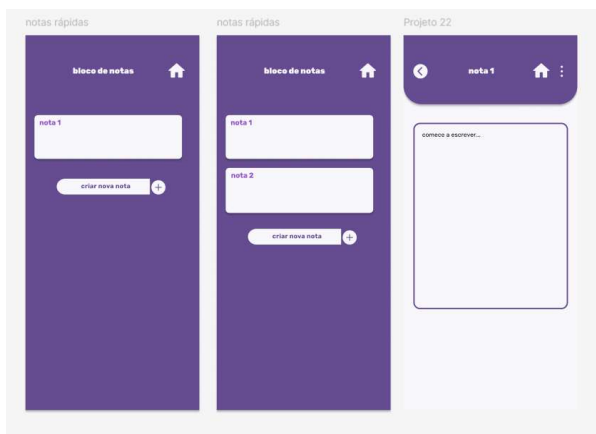 notas rápidas
bloco de notas
nota 1
criar nova nota
notas rápidas
bloco de notas
nota 1
nota 2
criar nova nota
Projeto 22
nota 1
comece a escrever...